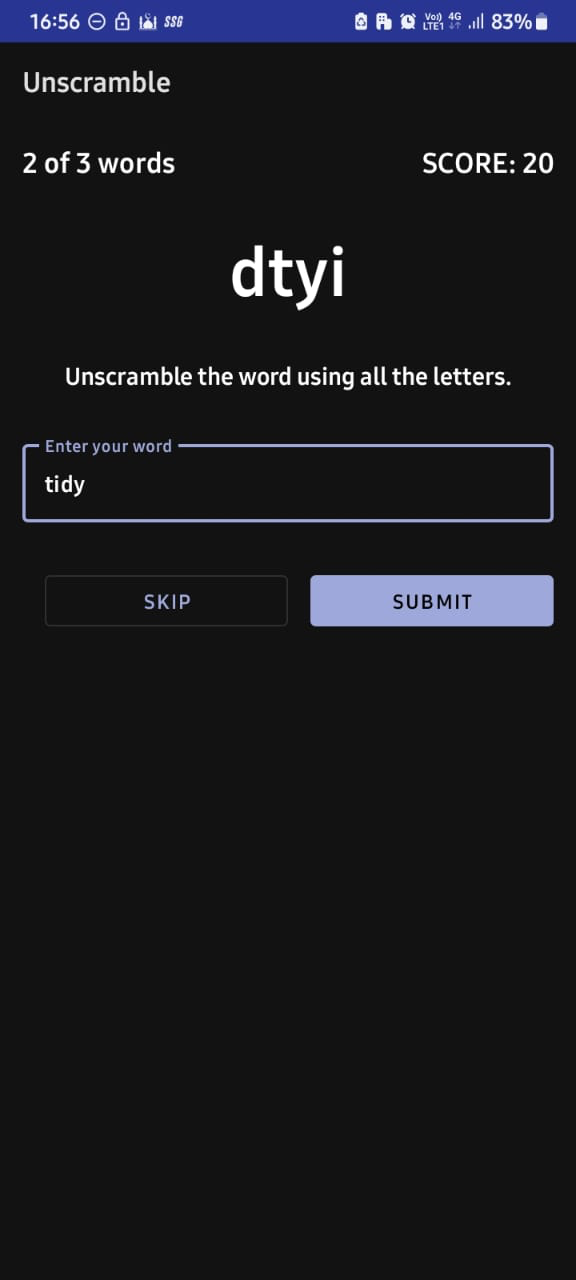 16:56 SSG Vo) LTE1 4G 83%
Unscramble
2 of 3 words SCORE: 20
dtyi
Unscramble the word using all the letters.
Enter your word
tidy
SKIP SUBMIT